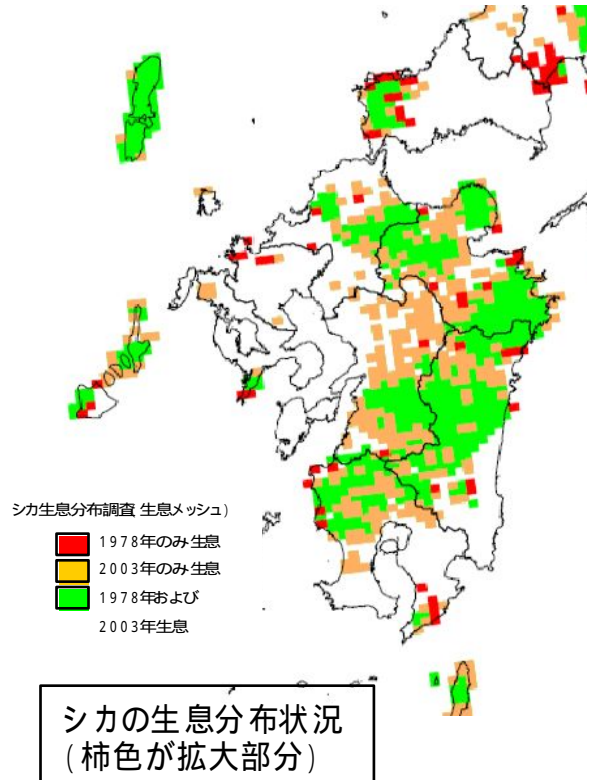 シカ生息分布調査(生息メッシュ)
1978年のみ生息
2003年のみ生息
1978年および
2003年生息
シカの生息分布状況
(柿色が拡大部分)